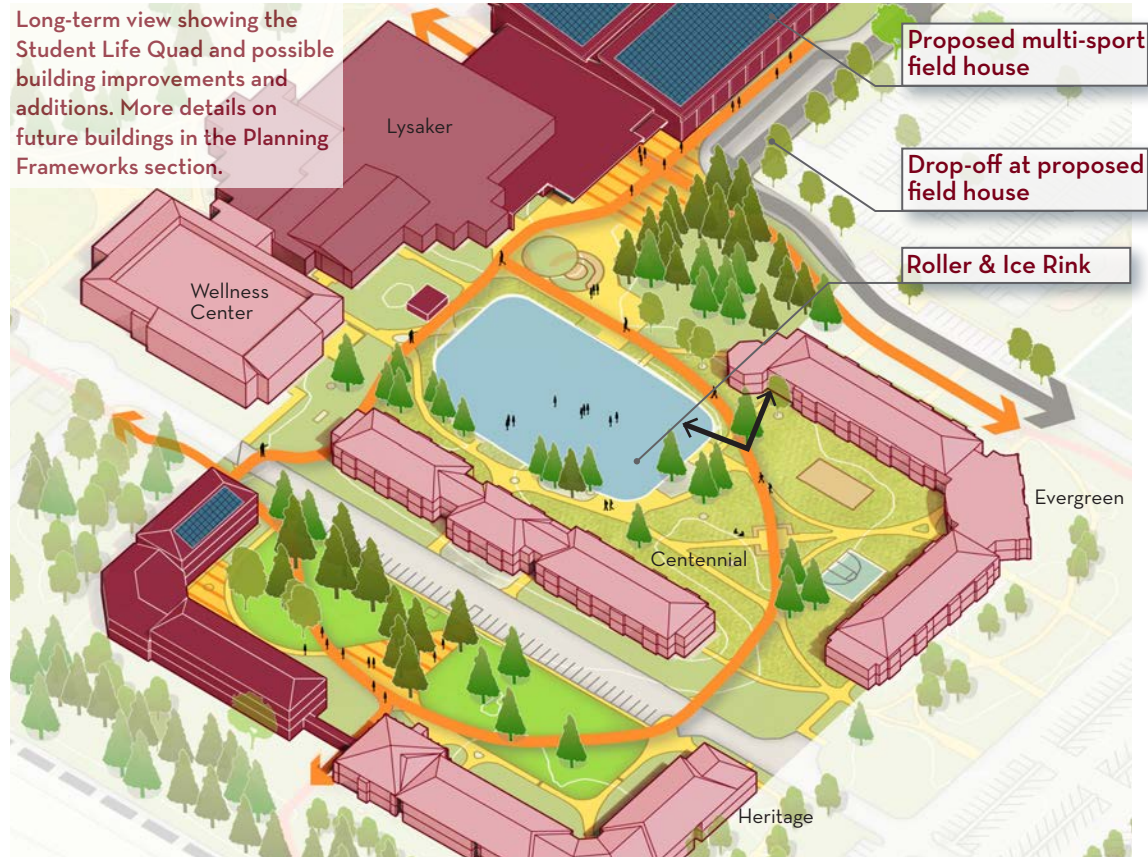 Long-term view showing the
Student Life Quad and possible
building improvements and
additions. More details on
future buildings in the Planning
Frameworks section.
Proposed multi-sport
field house
Lysaker
Drop-off at proposed
field house
Roller & Ice Rink
Wellness
Center
Evergreen
Centennial
Heritage